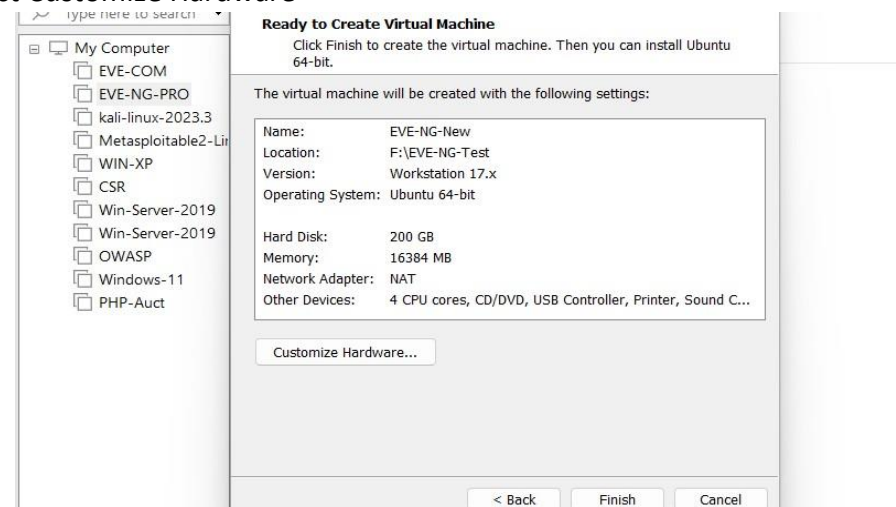 Customize Hardware
Type here to search
My Computer
EVE-COM
EVE-NG-PRO
kali-linux-2023.3
Metasploitable2-Li
WIN-XP
CSR
Win-Server-2019
Win-Server-2019
OWASP
Windows-11
PHP-Auct
Ready to Create Virtual Machine
Click Finish to create the virtual machine. Then you can install Ubuntu
64-bit.
The virtual machine will be created with the following settings:
Name: EVE-NG-New
Location: F:\EVE-NG-Test
Version: Workstation 17.x
Operating System: Ubuntu 64-bit
Hard Disk: 200 GB
Memory: 16384 MB
Network Adapter: NAT
Other Devices: 4 CPU cores, CD/DVD, USB Controller, Printer, Sound C...
Customize Hardware...
< Back Finish Cancel